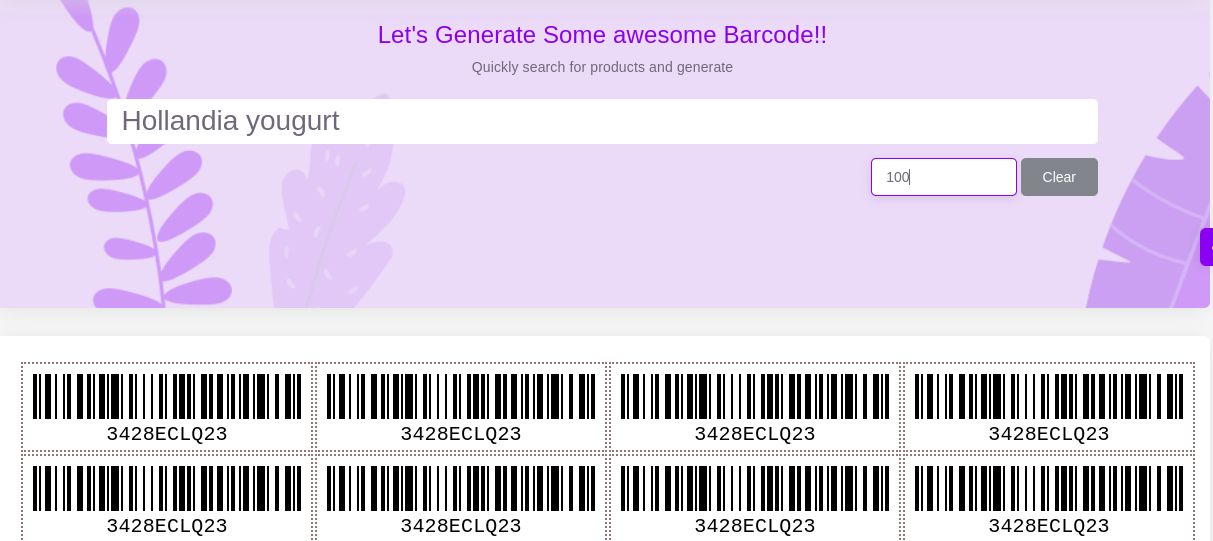 Let's Generate Some awesome Barcode!!
Quickly search for products and generate
Hollandia yougurt
100
Clear
3428ECLQ23 3428ECLQ23 3428ECLQ23 3428ECLQ23
3428ECLQ23 3428ECLQ23 3428ECLQ23 3428ECLQ23